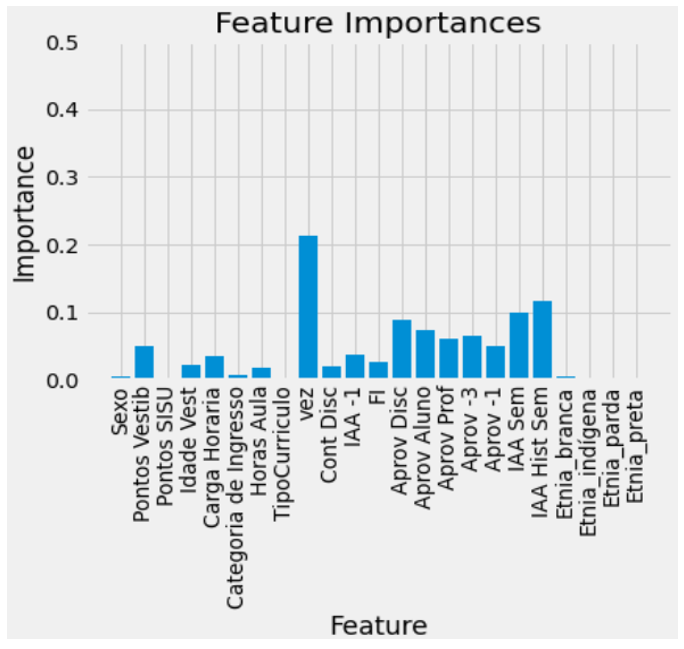 Feature Importances
0.5
0.4
0.3
0.2
0.1
0.0
Importance
Sexo
Pontos Vestib
Pontos SISU
Idade Vest
Carga Horaria
Categoria de Ingresso
Horas Aula
TipoCurriculo
vez
Cont Disc
IAA -1
FI
Aprov Disc
Aprov Aluno
Aprov Prof
Aprov -3
Aprov -1
IAA Sem
IAA Hist Sem
Etnia_branca
Etnia_indígena
Etnia_parda
Etnia_preta
Feature